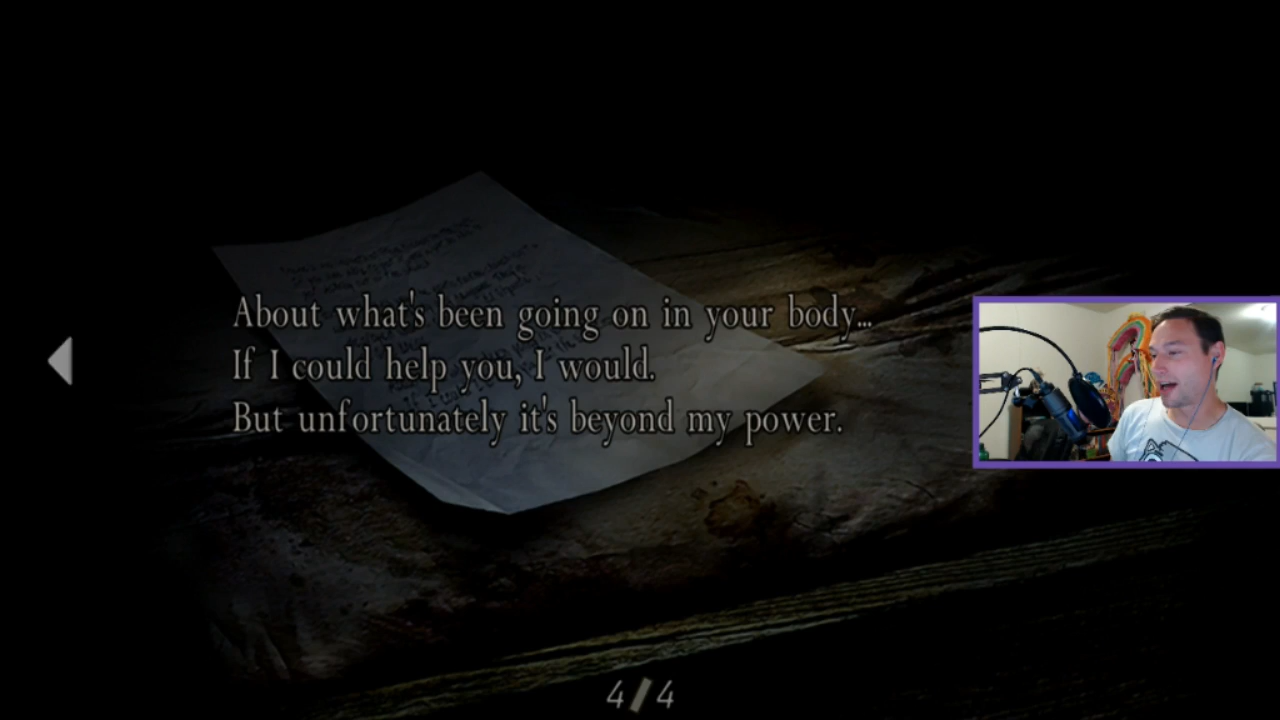 About what's been going on in your body...
If I could help you, I would.
But unfortunately it's beyond my power.
4/4